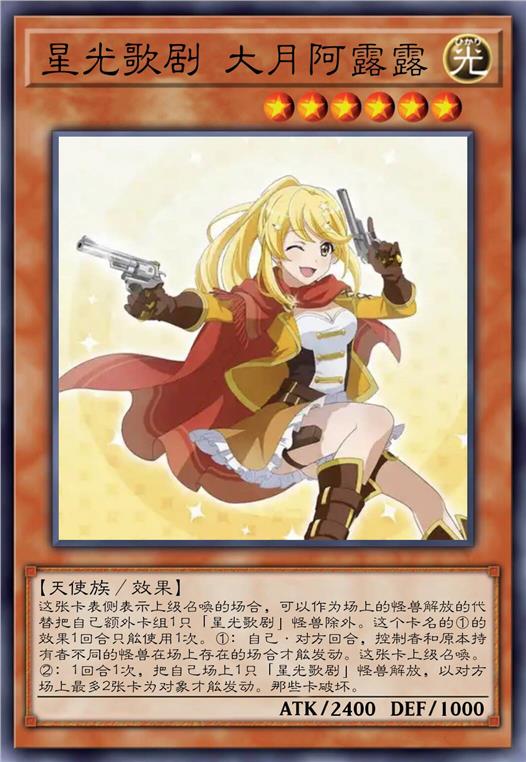 星光歌剧 大月阿露露
光
ひかり
【天使族／效果】
这张卡表侧表示上级召唤的场合，可以作为场上的怪兽解放的代
替把自己额外卡组1只「星光歌剧」怪兽除外。这个卡名的①的
效果1回合只能使用1次。①：自己·对方回合，控制者和原本持
有者不同的怪兽在场上存在的场合才能发动。这张卡上级召唤。
②：1回合1次，把自己场上1只「星光歌剧」怪兽解放，以对方
场上最多2张卡为对象才能发动。那些卡破坏。
ATK/2400 DEF/1000